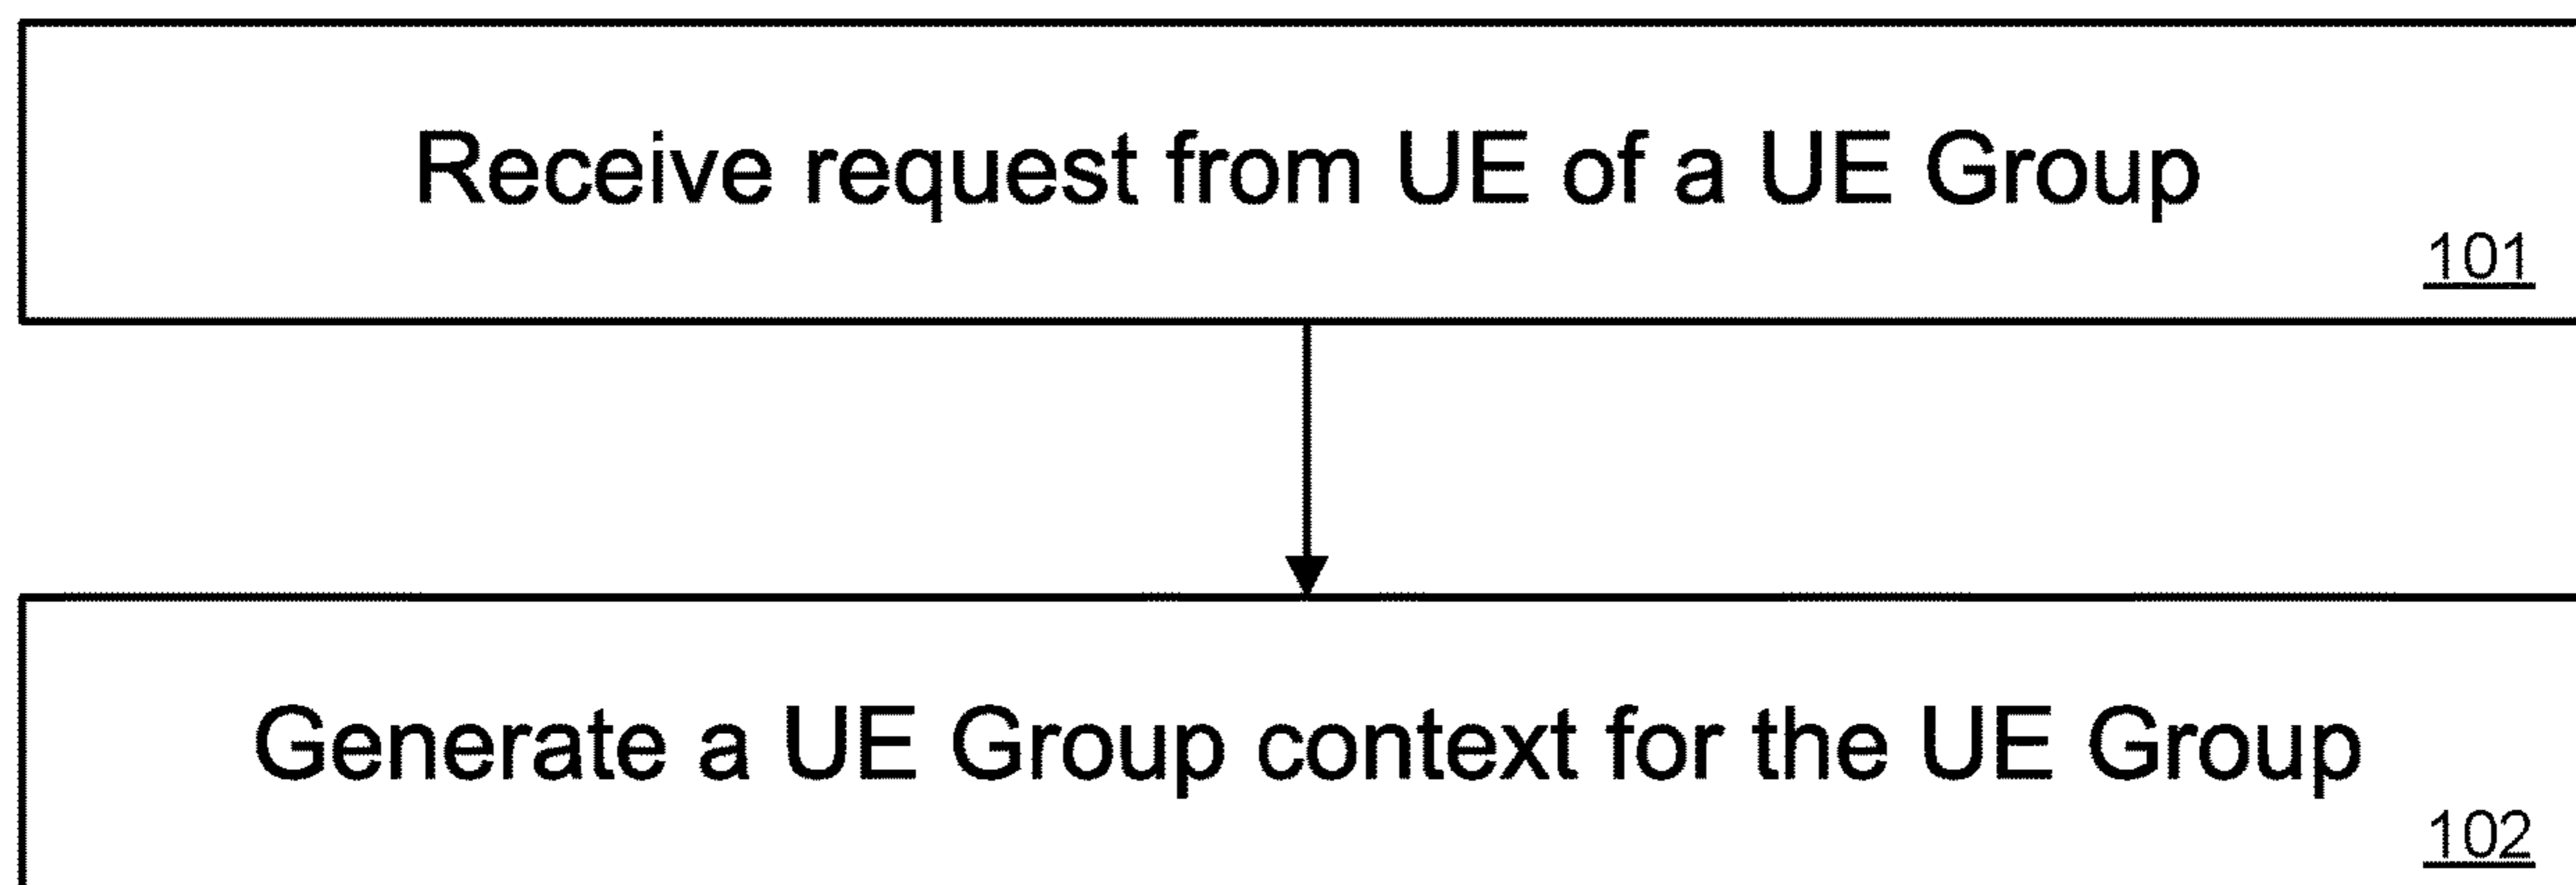 Receive request from UE of a UE Group
101
Generate a UE Group context for the UE Group
102